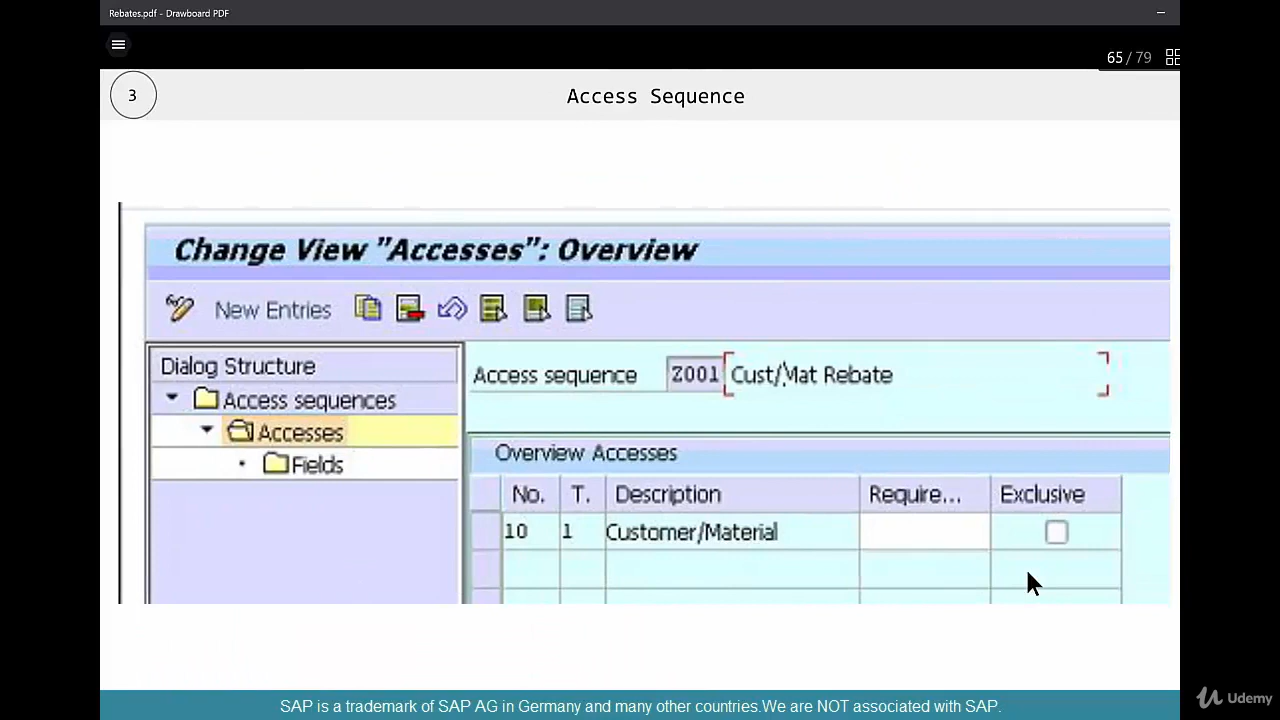 Rebates.pdf - Drawboard PDF
65 / 79
3
Access Sequence
Change View "Accesses": Overview
New Entries
Dialog Structure
Access sequences
Accesses
Fields
Access sequence Z001 Cust/Mat Rebate
Overview Accesses
No. T. Description Require... Exclusive
10 1 Customer/Material
SAP is a trademark of SAP AG in Germany and many other countries.We are NOT associated with SAP.
Udemy